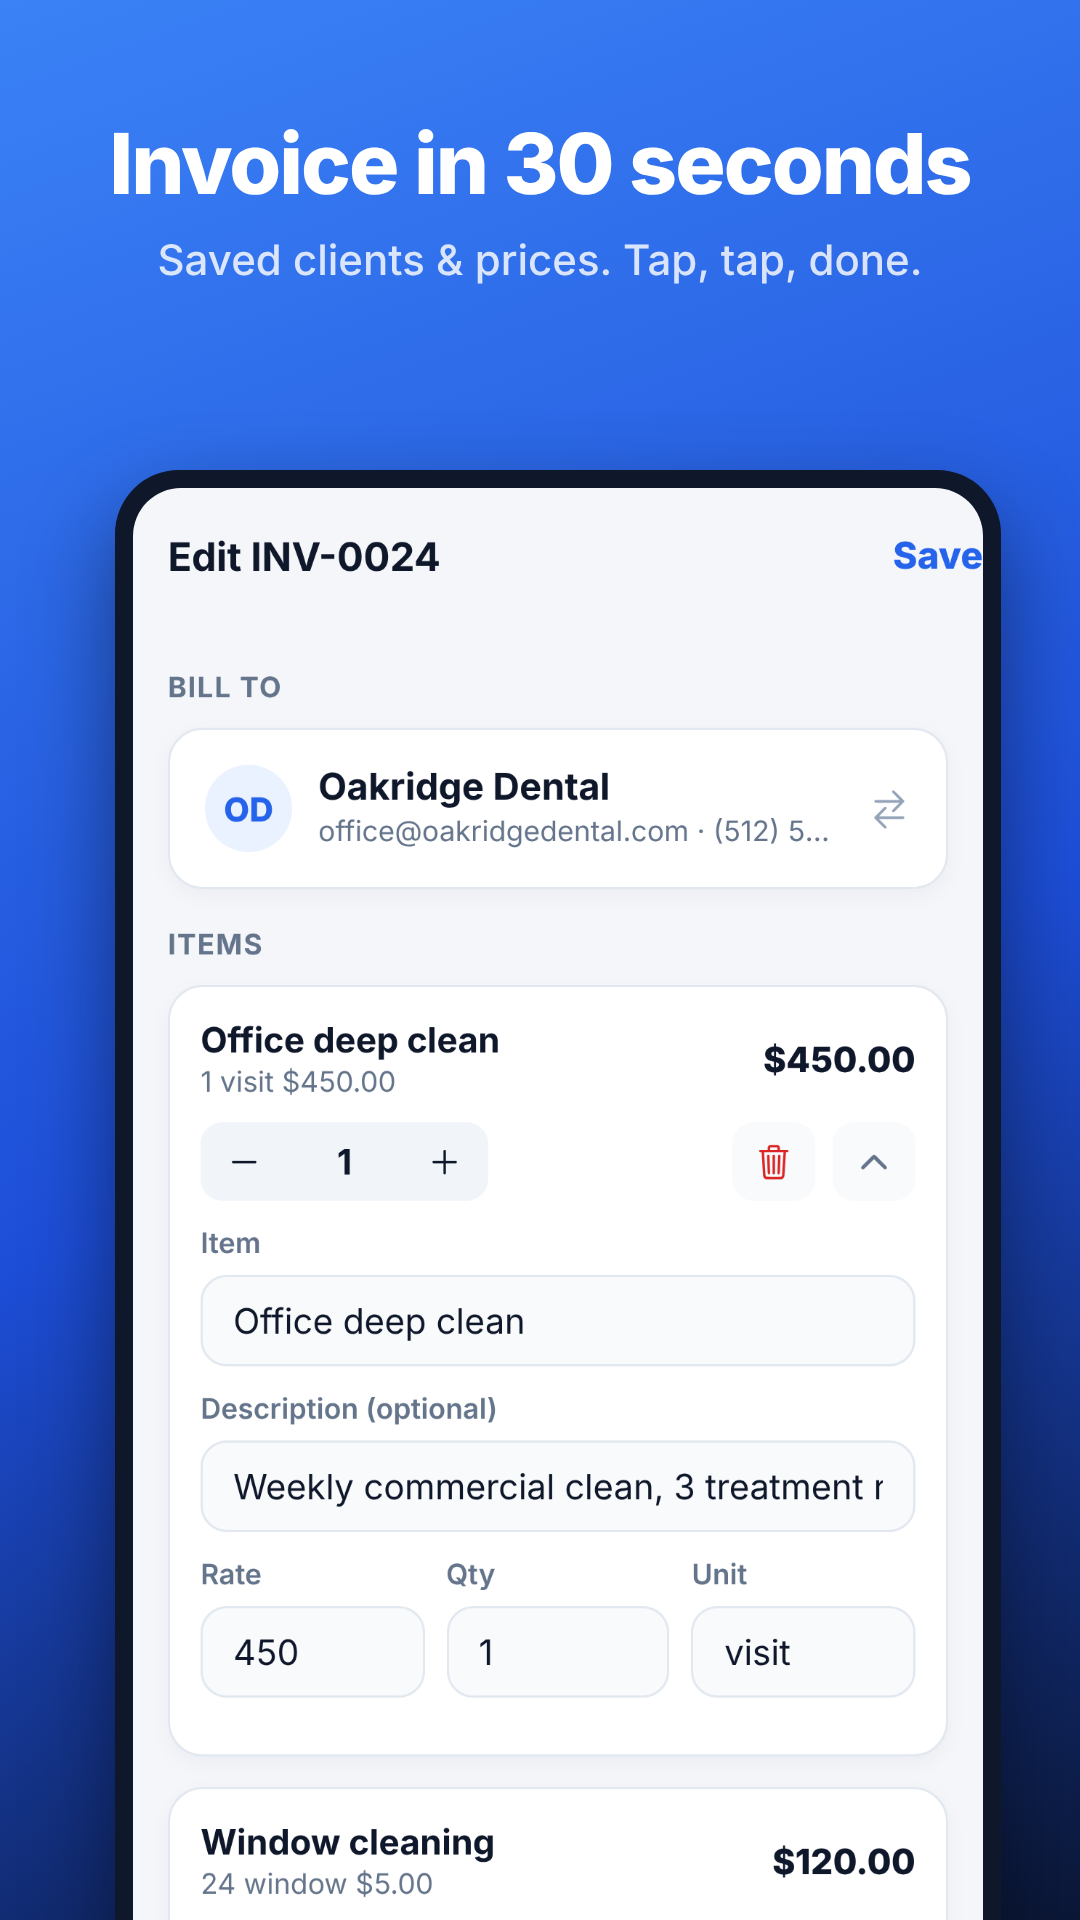 Invoice in 30 seconds
Saved clients & prices. Tap, tap, done.
Edit INV-0024
Save
BILL TO
OD
Oakridge Dental
office@oakridgedental.com · (512) 5...
ITEMS
Office deep clean
$450.00
1 visit $450.00
1
Item
Office deep clean
Description (optional)
Weekly commercial clean, 3 treatment r
Rate Qty Unit
450 1 visit
Window cleaning
$120.00
24 window $5.00